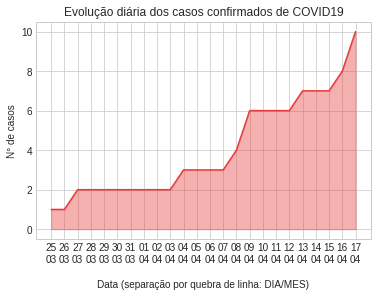 Evolução diária dos casos confirmados de COVID19
N° de casos
10
8
6
4
2
0
25 26 27 28 29 30 31 01 02 03 04 05 06 07 08 09 10 11 12 13 14 15 16 17
03 03 03 03 03 03 03 04 04 04 04 04 04 04 04 04 04 04 04 04 04 04 04 04
Data (separação por quebra de linha: DIA/MES)